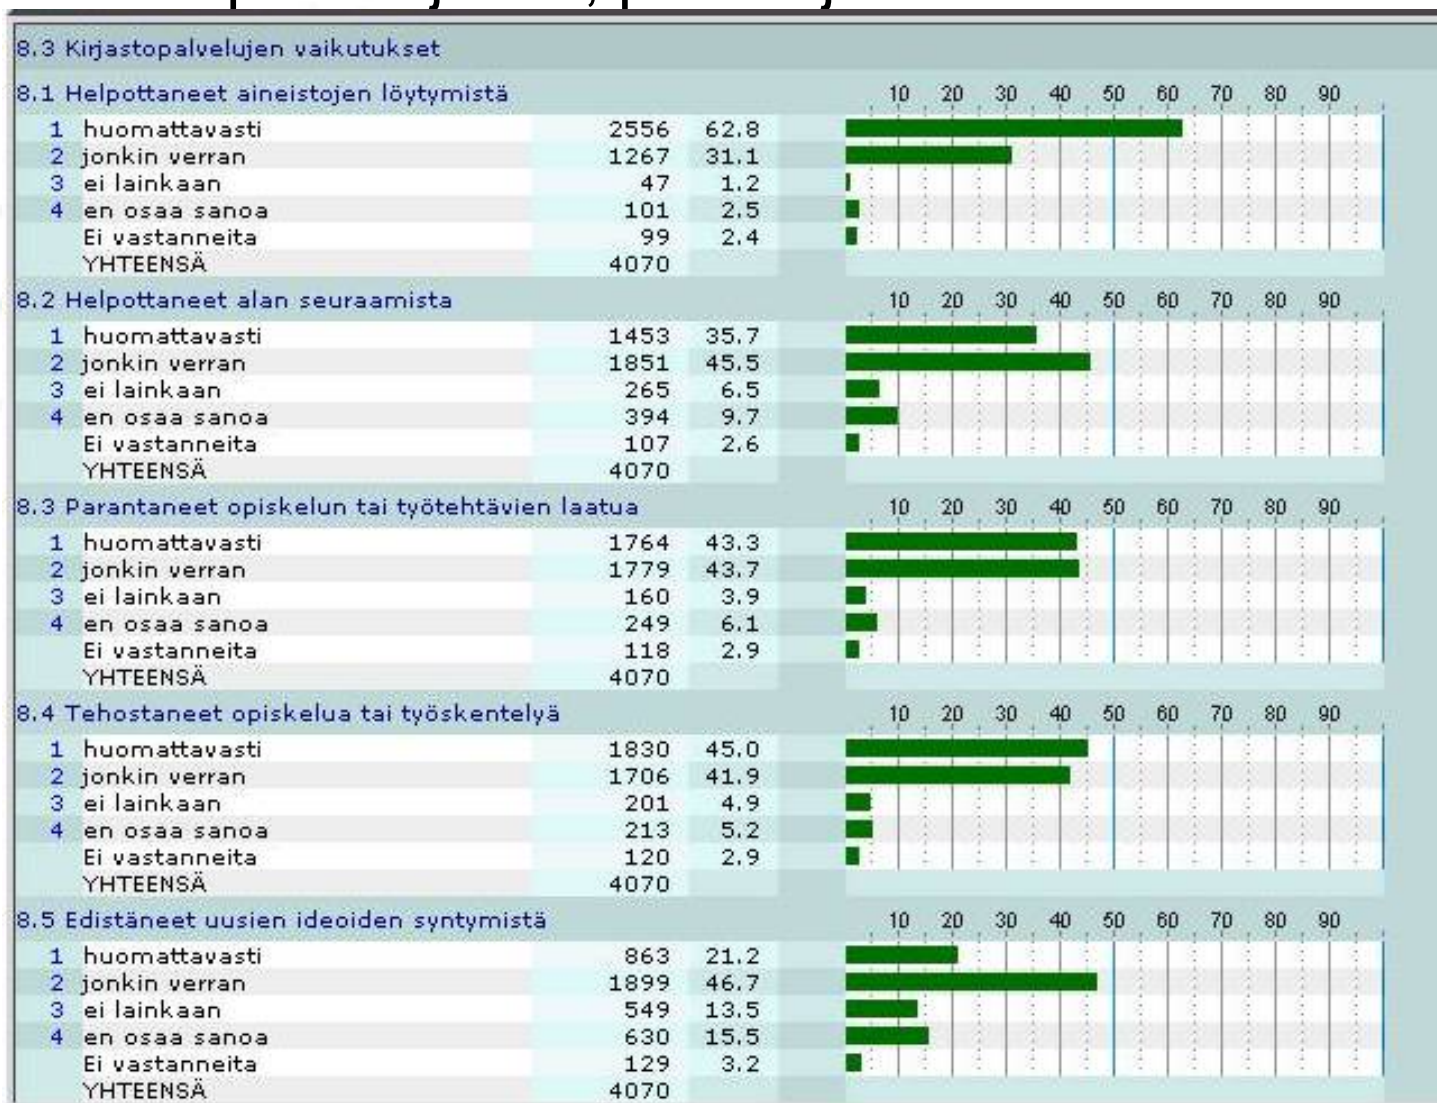 8.3 Kirjastopalvelujen vaikutukset
8.1 Helpottaneet aineistojen löytymistä 10 20 30 40 50 60 70 80 90
1 huomattavasti 2556 62.8
2 jonkin verran 1267 31.1
3 ei lainkaan 47 1.2
4 en osaa sanoa 101 2.5
Ei vastanneita 99 2.4
YHTEENSÄ 4070
8.2 Helpottaneet alan seuraamista 10 20 30 40 50 60 70 80 90
1 huomattavasti 1453 35.7
2 jonkin verran 1851 45.5
3 ei lainkaan 265 6.5
4 en osaa sanoa 394 9.7
Ei vastanneita 107 2.6
YHTEENSÄ 4070
8.3 Parantaneet opiskelun tai työtehtävien laatua 10 20 30 40 50 60 70 80 90
1 huomattavasti 1764 43.3
2 jonkin verran 1779 43.7
3 ei lainkaan 160 3.9
4 en osaa sanoa 249 6.1
Ei vastanneita 118 2.9
YHTEENSÄ 4070
8.4 Tehostaneet opiskelua tai työskentelyä 10 20 30 40 50 60 70 80 90
1 huomattavasti 1830 45.0
2 jonkin verran 1706 41.9
3 ei lainkaan 201 4.9
4 en osaa sanoa 213 5.2
Ei vastanneita 120 2.9
YHTEENSÄ 4070
8.5 Edistäneet uusien ideoiden syntymistä 10 20 30 40 50 60 70 80 90
1 huomattavasti 863 21.2
2 jonkin verran 1899 46.7
3 ei lainkaan 549 13.5
4 en osaa sanoa 630 15.5
Ei vastanneita 129 3.2
YHTEENSÄ 4070